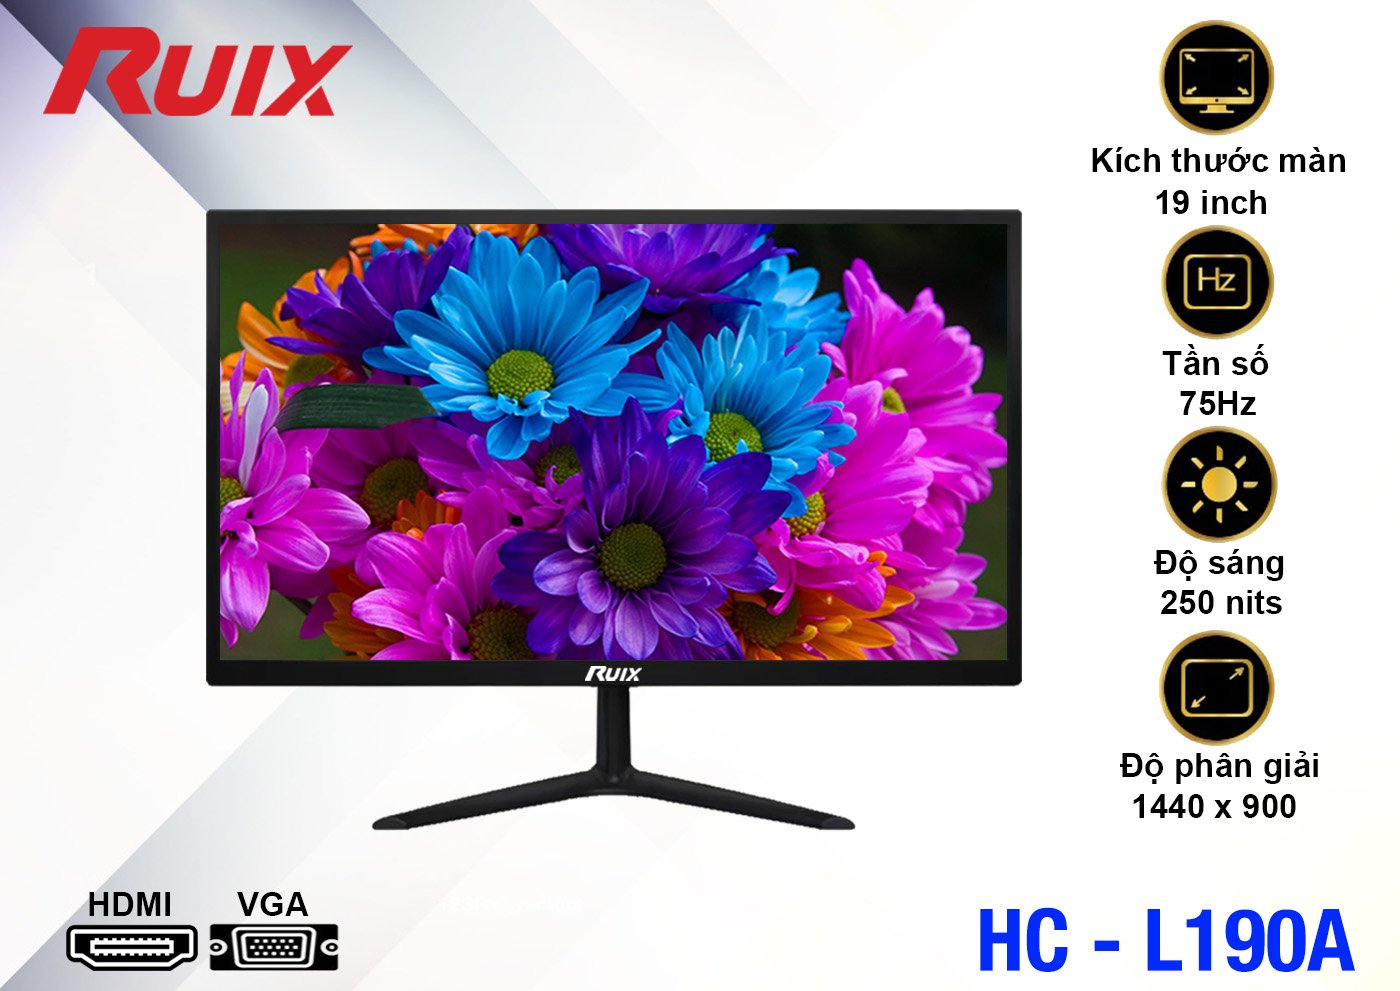 RUIX
Kích thước màn
19 inch
Hz
Tần số
75Hz
Độ sáng
250 nits
Độ phân giải
1440 x 900
RUIX
HDMI VGA
HC - L190A